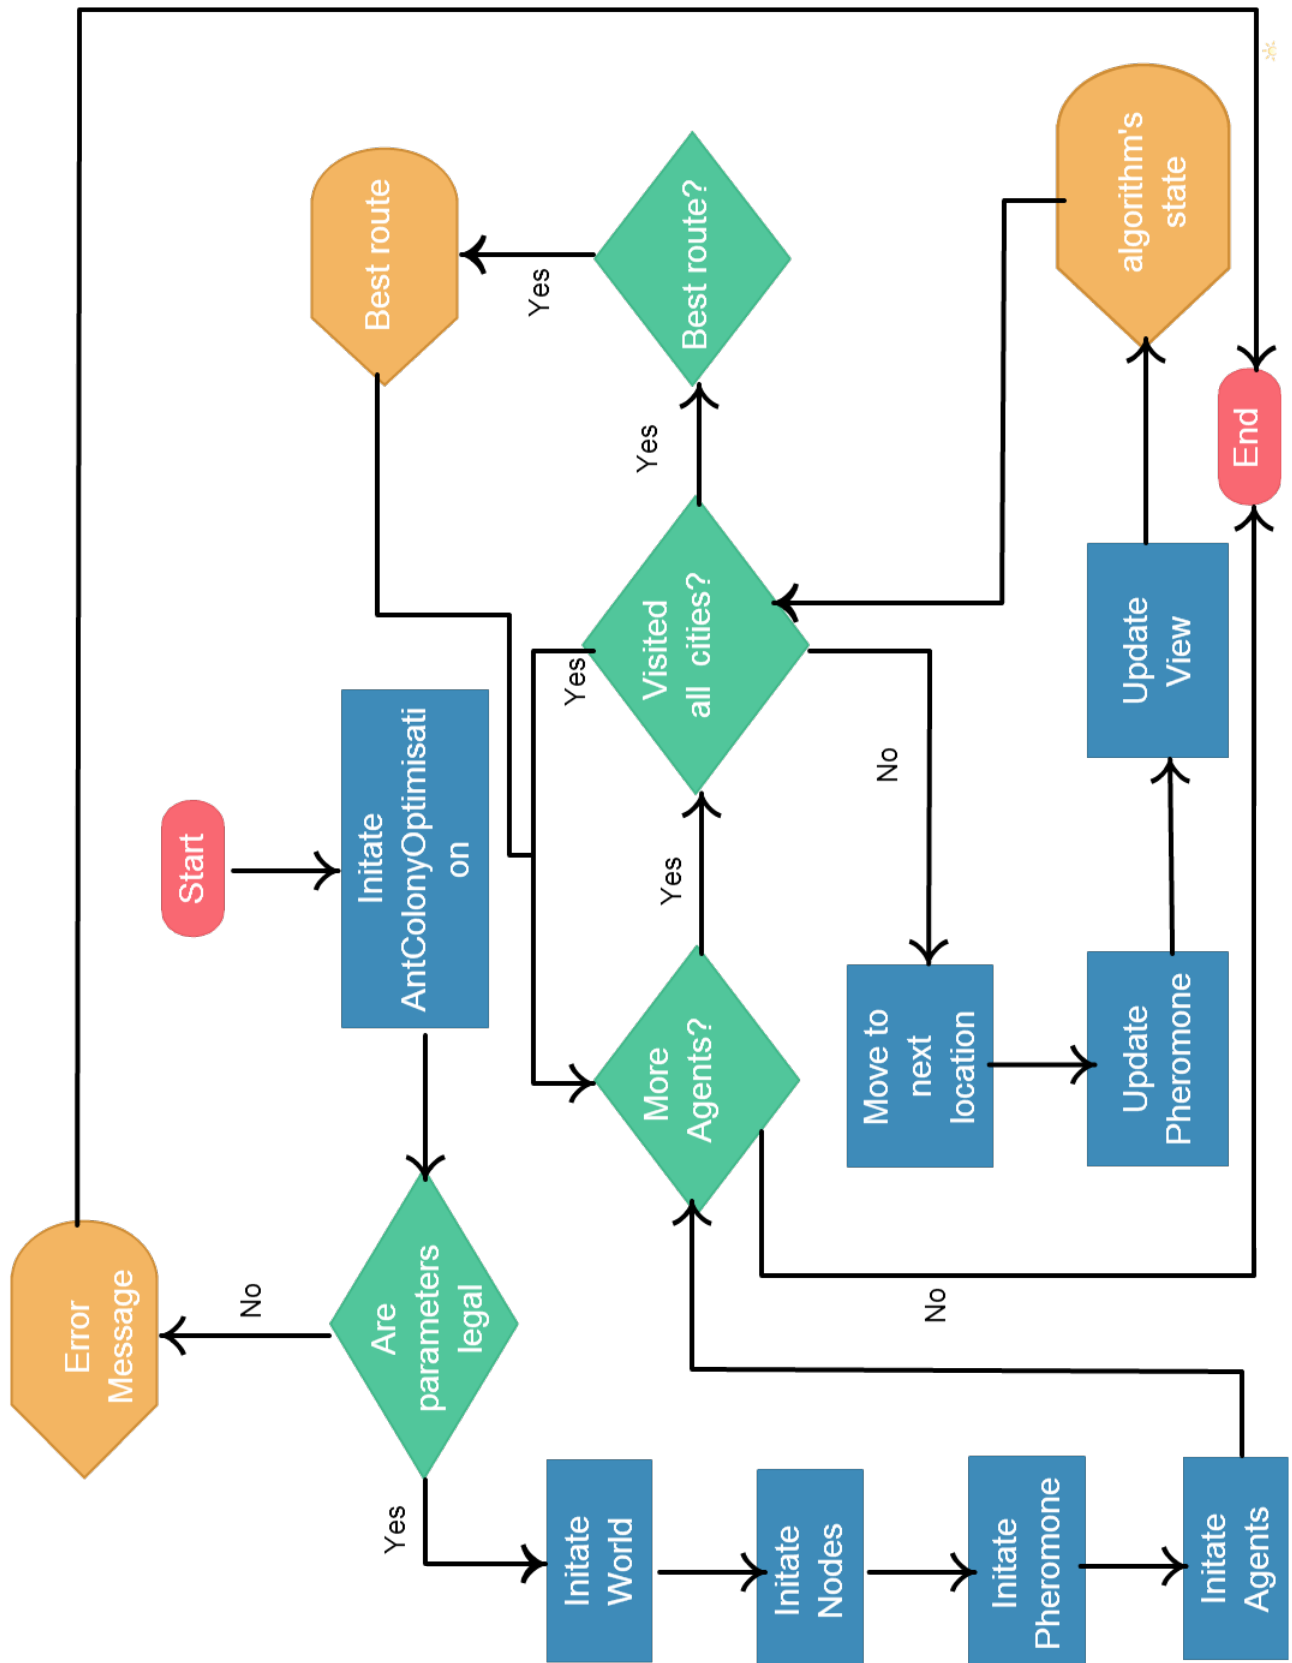 Start
Initate
AntColonyOptimisati
on
Are
parameters
legal
No
Error
Message
Yes
Initate
World
Initate
Nodes
Initate
Pheromone
Initate
Agents
More
Agents?
No
Yes
Visited
all cities?
Yes
Yes
Best route?
Yes
Best route
No
Move to
next
location
Update
Pheromone
Update
View
algorithm's
state
End